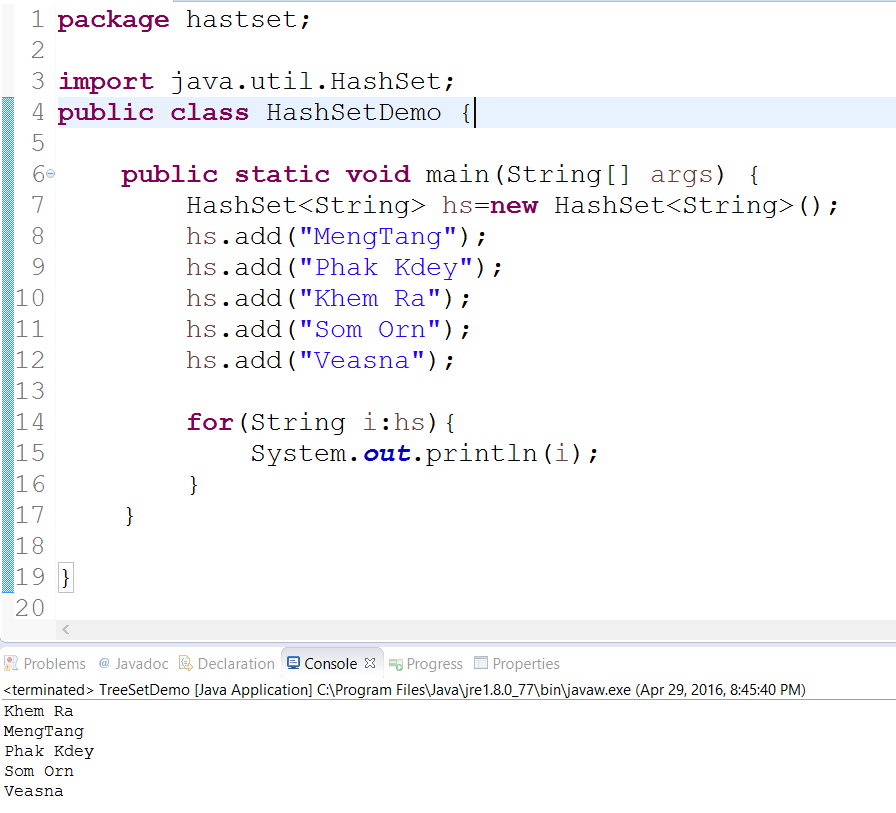 1 package hastset;
2
3 import java.util.HashSet;
4 public class HashSetDemo {
5
6 public static void main(String[] args) {
7 HashSet<String> hs=new HashSet<String>();
8 hs.add("MengTang");
9 hs.add("Phak Kdey");
10 hs.add("Khem Ra");
11 hs.add("Som Orn");
12 hs.add("Veasna");
13
14 for(String i:hs){
15 System.out.println(i);
16 }
17 }
18
19 }
20
Problems @ Javadoc Declaration Console Progress Properties
<terminated> TreeSetDemo [Java Application] C:\Program Files\Java\jre1.8.0_77\bin\javaw.exe (Apr 29, 2016, 8:45:40 PM)
Khem Ra
MengTang
Phak Kdey
Som Orn
Veasna